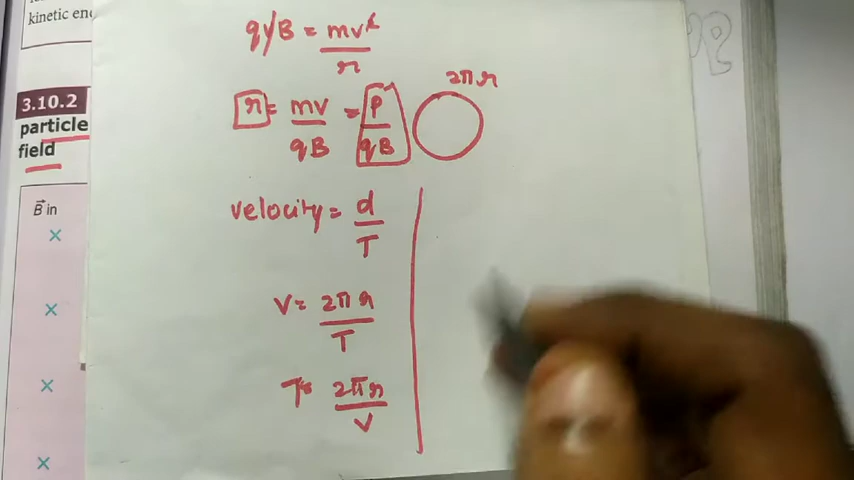 kinetic en
3.10.2
particle
field
B⃗ in
qvB = mv²/r
r = mv/qB = p/qB
2πr
velocity = d/T
v = 2πr/T
T = 2πr/v